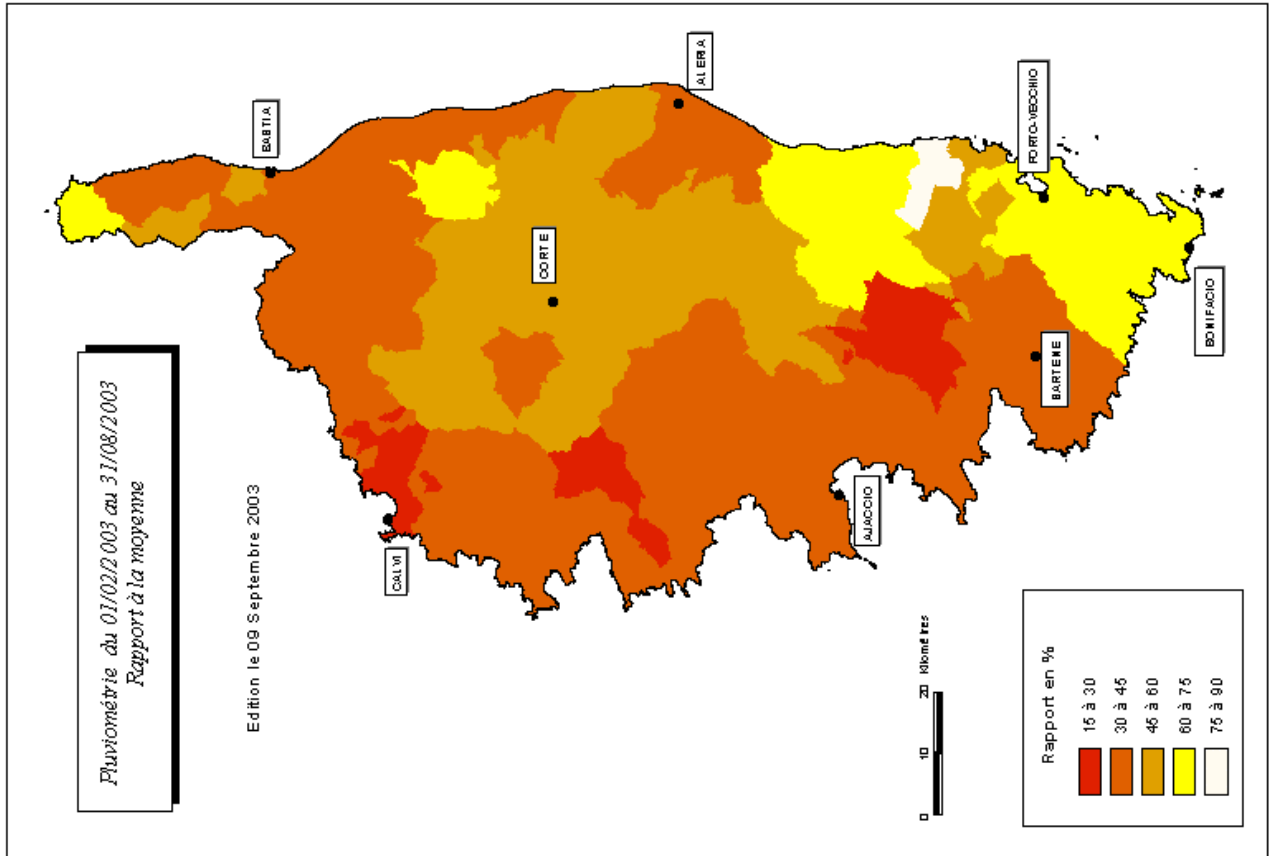 Pluviométrie du 01/02/2003 au 31/08/2003
Rapport à la moyenne
Edition le 09 Septembre 2003
BASTIA
CALVI
CORTE
ALERIA
AJACCIO
PORTO-VECCHIO
SARTENE
BONIFACIO
0 10 20 Kilomètres
Rapport en %
15 à 30
30 à 45
45 à 60
60 à 75
75 à 90